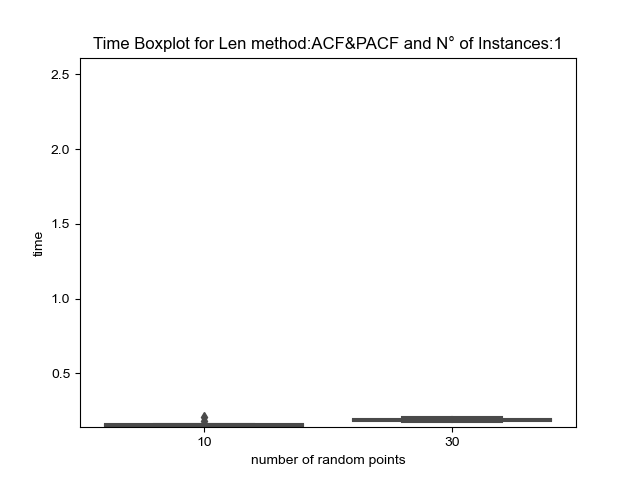 Time Boxplot for Len method:ACF&PACF and N° of Instances:1
2.5
2.0
1.5
1.0
0.5
time
10
30
number of random points